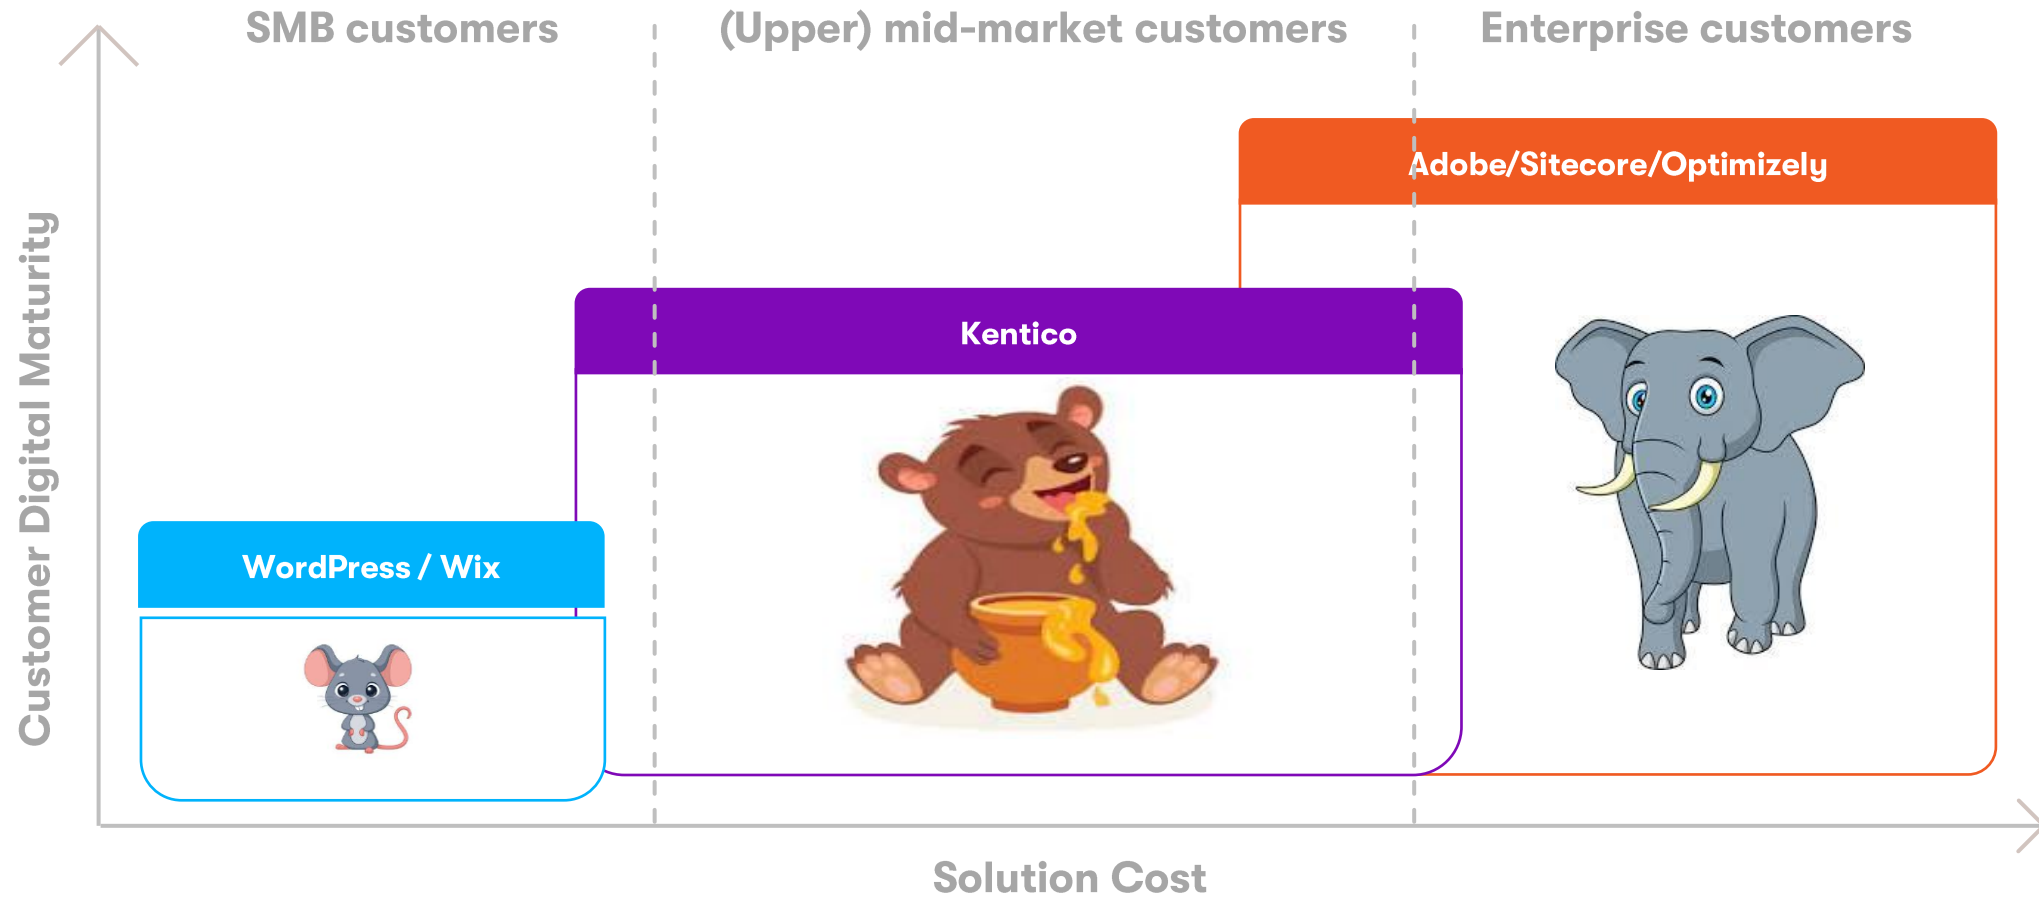 SMB customers
(Upper) mid-market customers
Enterprise customers
Adobe/Sitecore/Optimizely
Kentico
WordPress / Wix
Customer Digital Maturity
Solution Cost